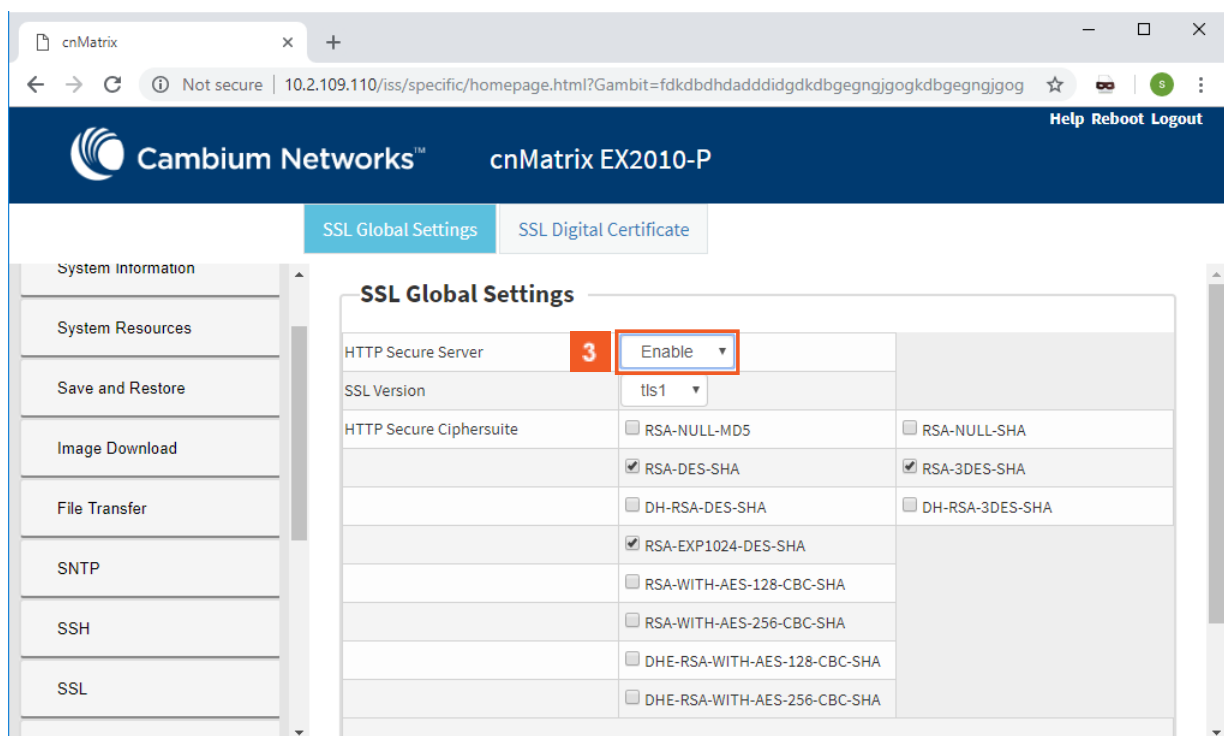 cnMatrix
Not secure | 10.2.109.110/iss/specific/homepage.html?Gambit=fdkdbdhdadddidgdkdbgegngjgogkdbgegngjgog
S
Help Reboot Logout
Cambium Networks™ cnMatrix EX2010-P
SSL Global Settings SSL Digital Certificate
System Information
System Resources
Save and Restore
Image Download
File Transfer
SNTP
SSH
SSL
SSL Global Settings
HTTP Secure Server 3 Enable
SSL Version tls1
HTTP Secure Ciphersuite RSA-NULL-MD5 RSA-NULL-SHA
RSA-DES-SHA RSA-3DES-SHA
DH-RSA-DES-SHA DH-RSA-3DES-SHA
RSA-EXP1024-DES-SHA
RSA-WITH-AES-128-CBC-SHA
RSA-WITH-AES-256-CBC-SHA
DHE-RSA-WITH-AES-128-CBC-SHA
DHE-RSA-WITH-AES-256-CBC-SHA